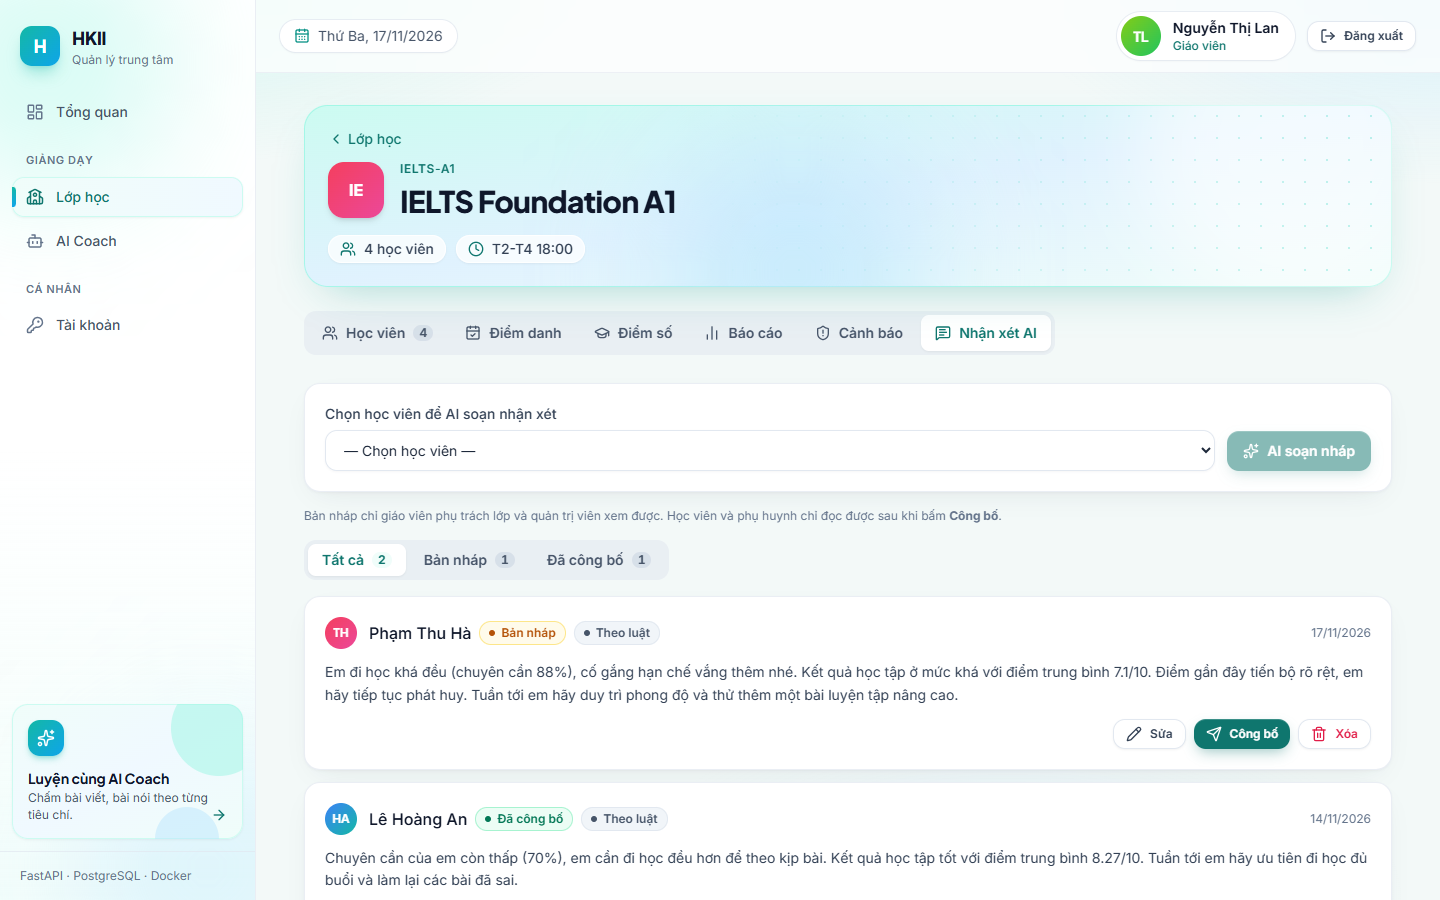 H
HKII
Quản lý trung tâm
Tổng quan
GIẢNG DẠY
Lớp học
AI Coach
CÁ NHÂN
Tài khoản
Luyện cùng AI Coach
Chấm bài viết, bài nói theo từng
tiêu chí.
FastAPI · PostgreSQL · Docker
Thứ Ba, 17/11/2026
TL
Nguyễn Thị Lan
Giáo viên
Đăng xuất
Lớp học
IE
IELTS-A1
IELTS Foundation A1
4 học viên
T2-T4 18:00
Học viên 4
Điểm danh
Điểm số
Báo cáo
Cảnh báo
Nhận xét AI
Chọn học viên để AI soạn nhận xét
— Chọn học viên —
AI soạn nháp
Bản nháp chỉ giáo viên phụ trách lớp và quản trị viên xem được. Học viên và phụ huynh chỉ đọc được sau khi bấm Công bố.
Tất cả 2
Bản nháp 1
Đã công bố 1
TH
Phạm Thu Hà
Bản nháp
Theo luật
17/11/2026
Em đi học khá đều (chuyên cần 88%), cố gắng hạn chế vắng thêm nhé. Kết quả học tập ở mức khá với điểm trung bình 7.1/10. Điểm gần đây tiến bộ rõ rệt, em
hãy tiếp tục phát huy. Tuần tới em hãy duy trì phong độ và thử thêm một bài luyện tập nâng cao.
Sửa
Công bố
Xóa
HA
Lê Hoàng An
Đã công bố
Theo luật
14/11/2026
Chuyên cần của em còn thấp (70%), em cần đi học đều hơn để theo kịp bài. Kết quả học tập tốt với điểm trung bình 8.27/10. Tuần tới em hãy ưu tiên đi học đủ
buổi và làm lại các bài đã sai.